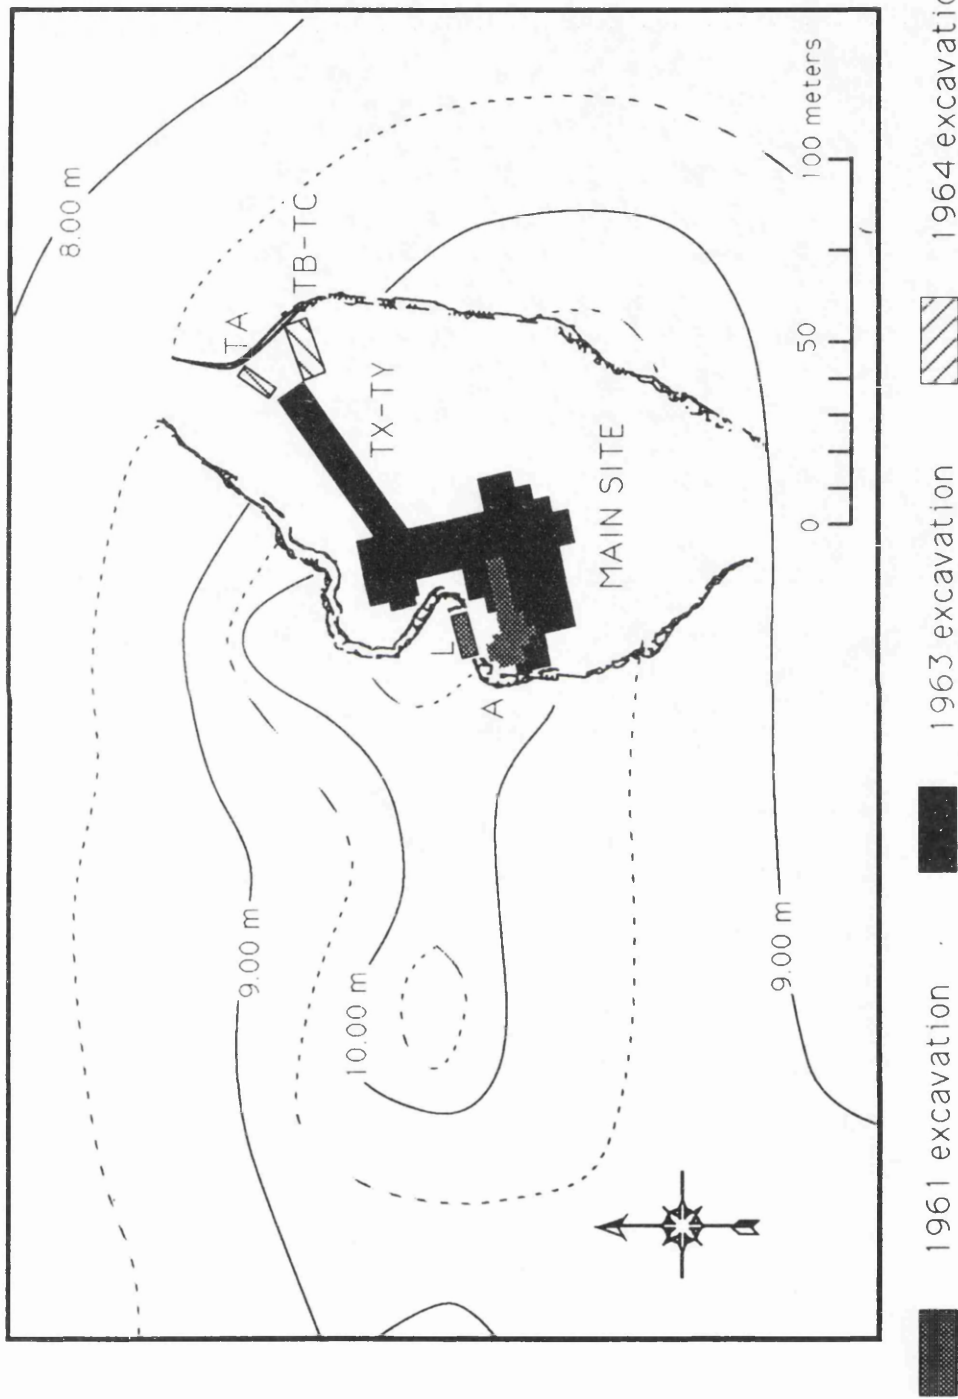 8.00 m
TA
9.00 m
TB-TC
10.00 m
TX-TY
L
A
MAIN SITE
9.00 m
0 50 100 meters
1961 excavation
1963 excavation
1964 excavatio